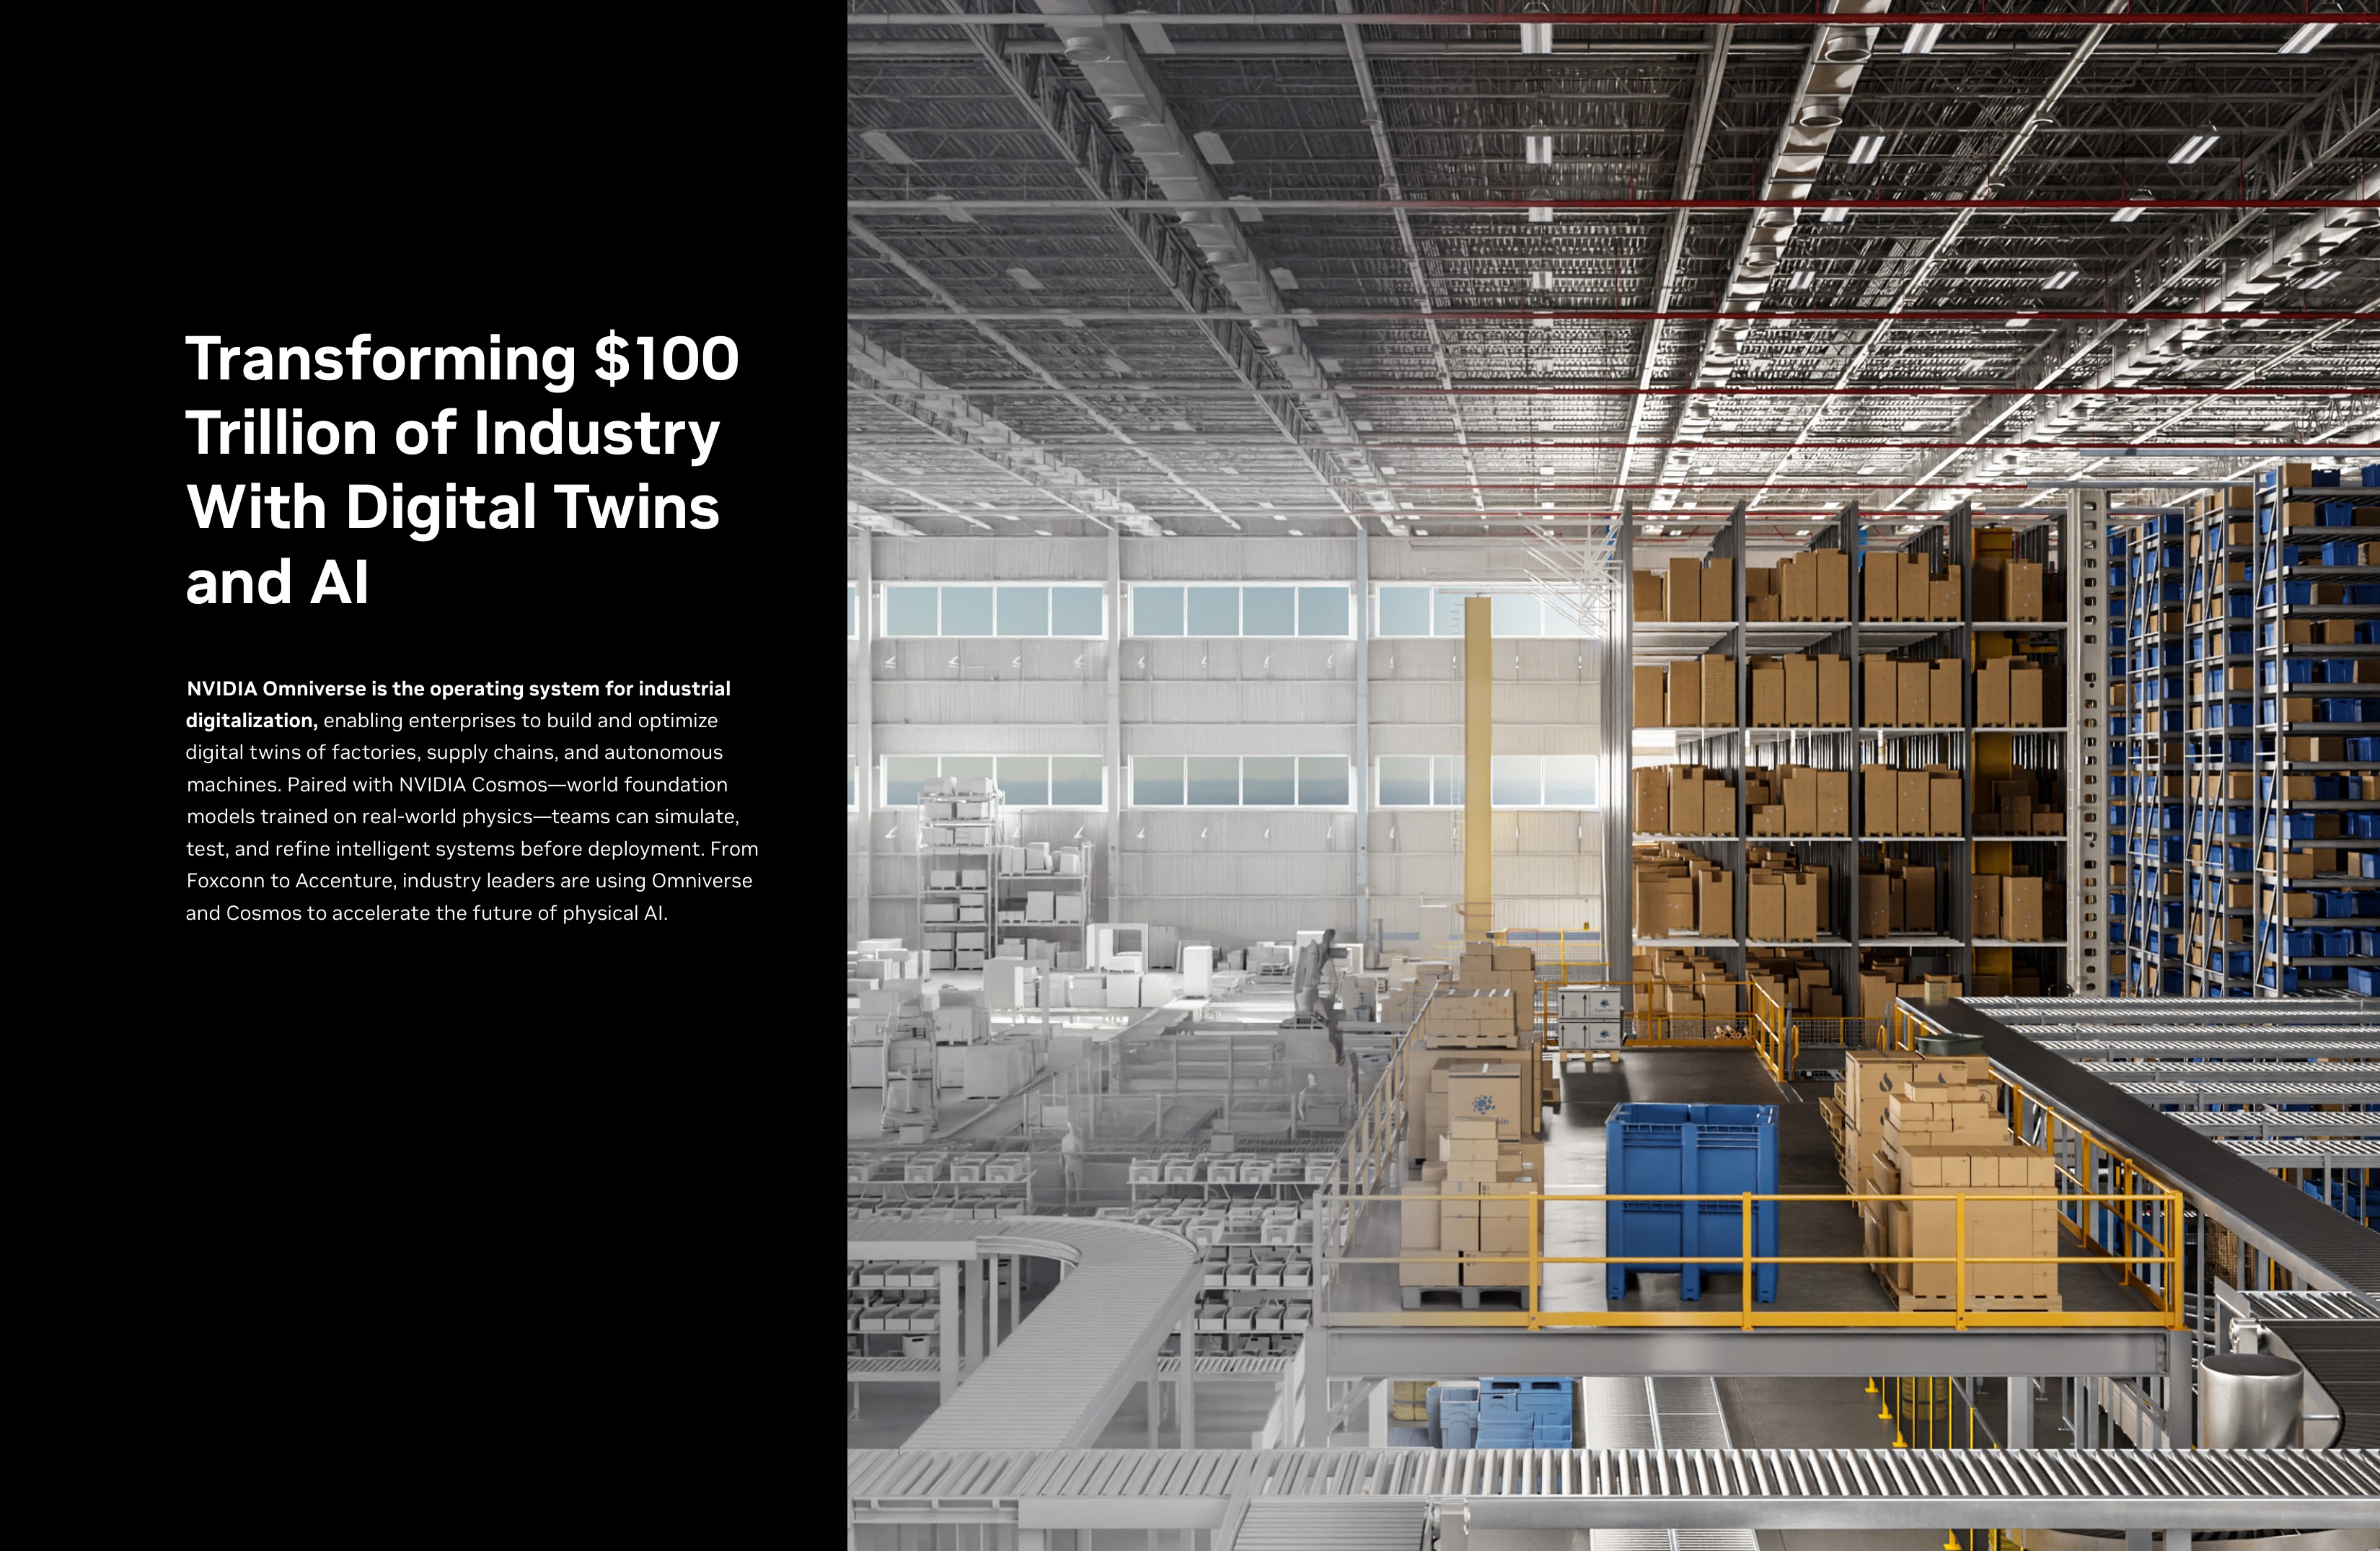 Transforming $100
Trillion of Industry
With Digital Twins
and AI
NVIDIA Omniverse is the operating system for industrial
digitalization, enabling enterprises to build and optimize
digital twins of factories, supply chains, and autonomous
machines. Paired with NVIDIA Cosmos—world foundation
models trained on real-world physics—teams can simulate,
test, and refine intelligent systems before deployment. From
Foxconn to Accenture, industry leaders are using Omniverse
and Cosmos to accelerate the future of physical AI.